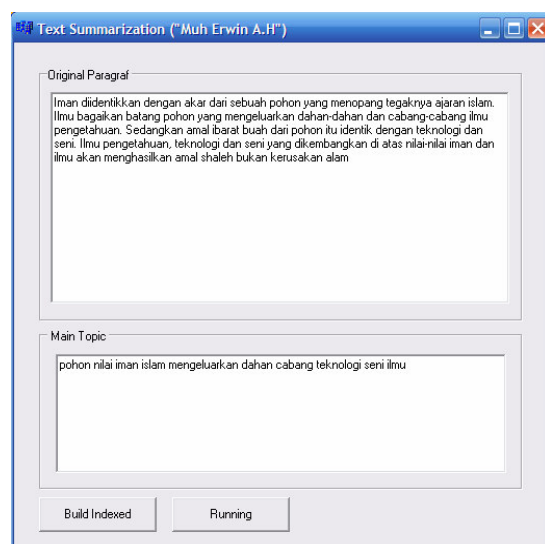 Text Summarization ("Muh Erwin A.H")
Original Paragraf
Iman diidentikkan dengan akar dari sebuah pohon yang menopang tegaknya ajaran islam.
Ilmu bagaikan batang pohon yang mengeluarkan dahan-dahan dan cabang-cabang ilmu
pengetahuan. Sedangkan amal ibarat buah dari pohon itu identik dengan teknologi dan
seni. Ilmu pengetahuan, teknologi dan seni yang dikembangkan di atas nilai-nilai iman dan
ilmu akan menghasilkan amal shaleh bukan kerusakan alam
Main Topic
pohon nilai iman islam mengeluarkan dahan cabang teknologi seni ilmu
Build Indexed Running